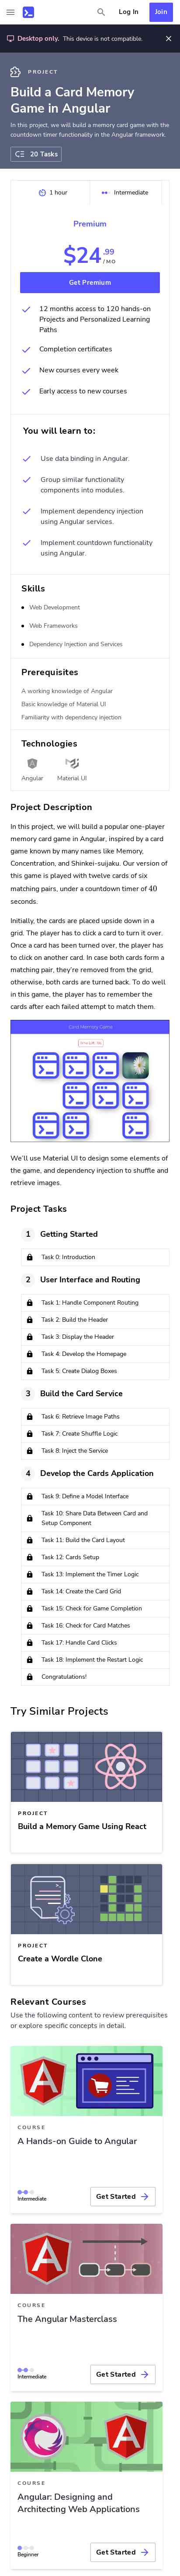 Log In
Join
Desktop only. This device is not compatible.
PROJECT
Build a Card Memory
Game in Angular
In this project, we will build a memory card game with the
countdown timer functionality in the Angular framework.
20 Tasks
1 hour
Intermediate
Premium
$24.99
/ MO
Get Premium
12 months access to 120 hands-on
Projects and Personalized Learning
Paths
Completion certificates
New courses every week
Early access to new courses
You will learn to:
Use data binding in Angular.
Group similar functionality
components into modules.
Implement dependency injection
using Angular services.
Implement countdown functionality
using Angular.
Skills
Web Development
Web Frameworks
Dependency Injection and Services
Prerequisites
A working knowledge of Angular
Basic knowledge of Material UI
Familiarity with dependency injection
Technologies
Angular
Material UI
Project Description
In this project, we will build a popular one-player
memory card game in Angular, inspired by a card
game known by many names like Memory,
Concentration, and Shinkei-suijaku. Our version of
this game is played with twelve cards of six
matching pairs, under a countdown timer of 40
seconds.
Initially, the cards are placed upside down in a
grid. The player has to click a card to turn it over.
Once a card has been turned over, the player has
to click on another card. In case both cards form a
matching pair, they’re removed from the grid,
otherwise, both cards are turned back. To do well
in this game, the player has to remember the
cards after each failed attempt to match them.
Card Memory Game
We’ll use Material UI to design some elements of
the game, and dependency injection to shuffle and
retrieve images.
Project Tasks
1 Getting Started
Task 0: Introduction
2 User Interface and Routing
Task 1: Handle Component Routing
Task 2: Build the Header
Task 3: Display the Header
Task 4: Develop the Homepage
Task 5: Create Dialog Boxes
3 Build the Card Service
Task 6: Retrieve Image Paths
Task 7: Create Shuffle Logic
Task 8: Inject the Service
4 Develop the Cards Application
Task 9: Define a Model Interface
Task 10: Share Data Between Card and
Setup Component
Task 11: Build the Card Layout
Task 12: Cards Setup
Task 13: Implement the Timer Logic
Task 14: Create the Card Grid
Task 15: Check for Game Completion
Task 16: Check for Card Matches
Task 17: Handle Card Clicks
Task 18: Implement the Restart Logic
Congratulations!
Try Similar Projects
PROJECT
Build a Memory Game Using React
PROJECT
Create a Wordle Clone
Relevant Courses
Use the following content to review prerequisites
or explore specific concepts in detail.
COURSE
A Hands-on Guide to Angular
Intermediate
Get Started
COURSE
The Angular Masterclass
Intermediate
Get Started
COURSE
Angular: Designing and
Architecting Web Applications
Beginner
Get Started